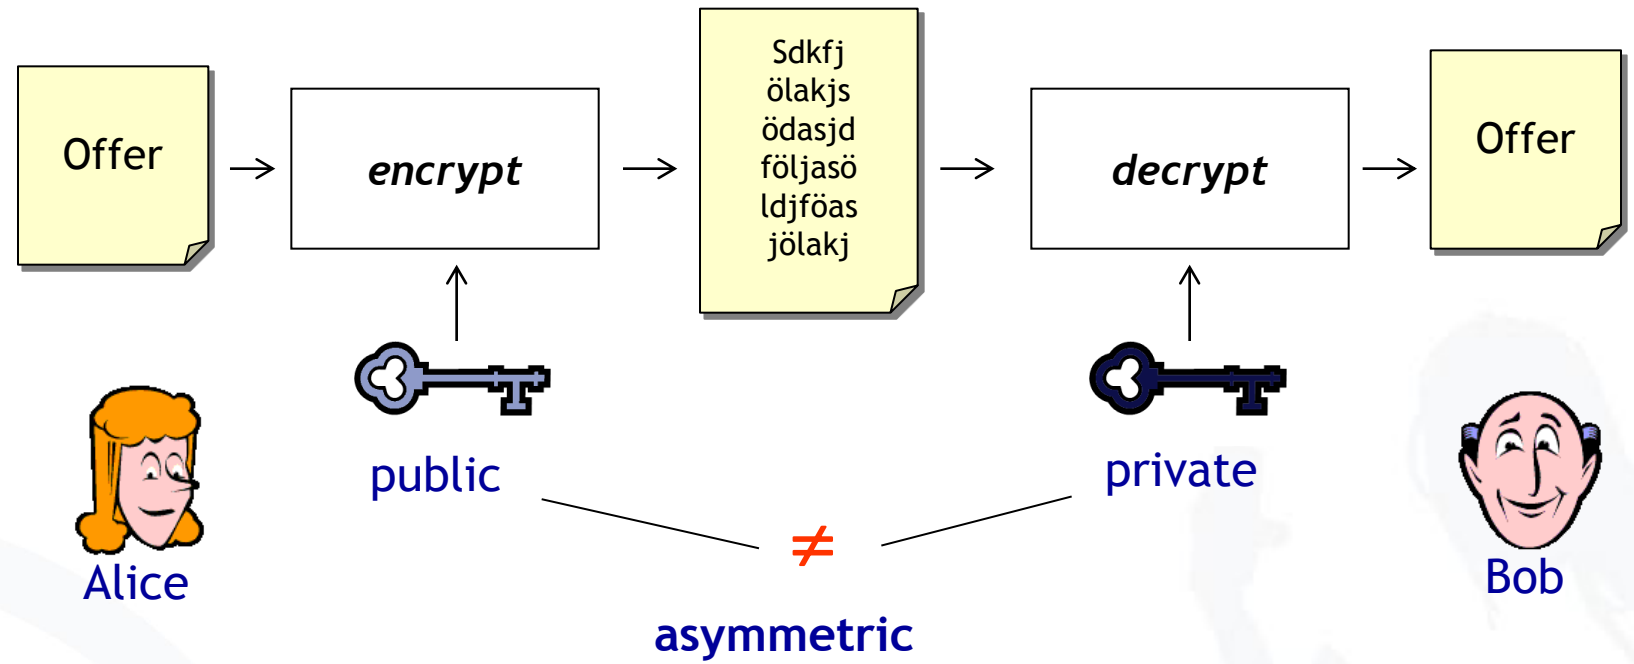 Offer
encrypt
Sdkfj
ölakjs
ödasjd
följasö
ldjföas
jölakj
decrypt
Offer
public
private
≠
Alice
Bob
asymmetric